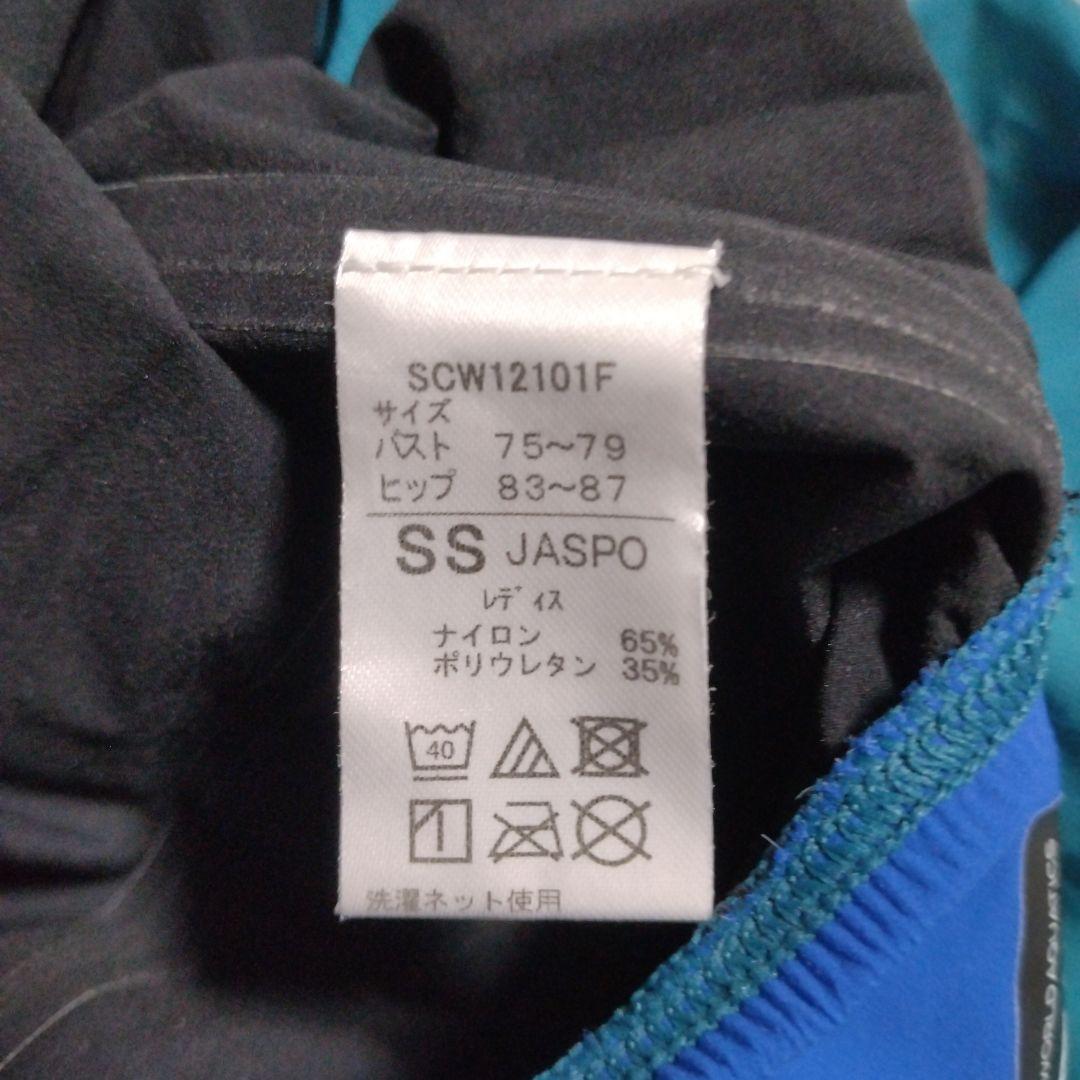 SCW12101F
サイズ
バスト 75～79
ヒップ 83～87
SS JASPO
ﾚﾃﾞｨｽ
ナイロン 65%
ポリウレタン 35%
40
洗濯ネット使用
WORLD AQUATICS